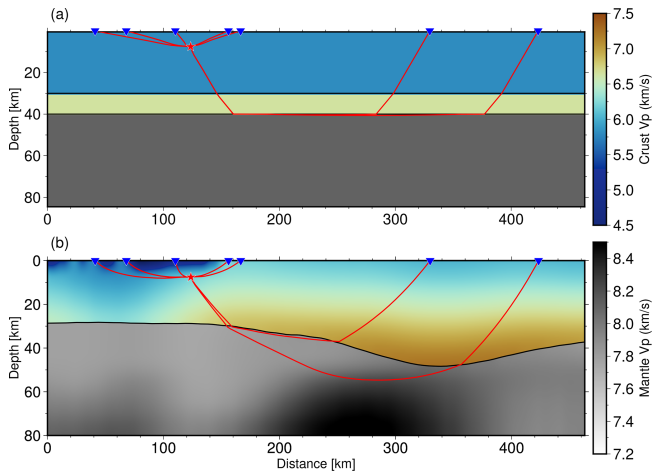 (a)
20
40
60
80
Depth [km]
0 100 200 300 400
7.5
7.0
6.5
6.0
5.5
5.0
4.5
Crust Vp (km/s)
(b)
0
20
40
60
80
Depth [km]
0 100 200 300 400
Distance [km]
8.4
8.2
8.0
7.8
7.6
7.4
7.2
Mantle Vp (km/s)